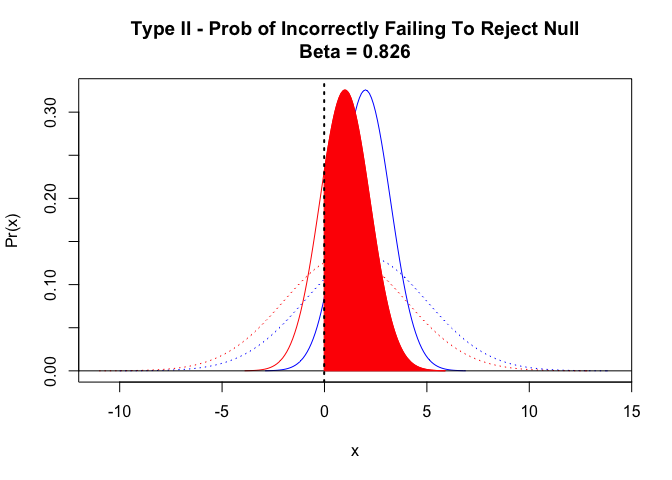 Type II - Prob of Incorrectly Failing To Reject Null
Beta = 0.826
Pr(x)
0.30
0.20
0.10
0.00
-10
-5
0
5
10
15
x